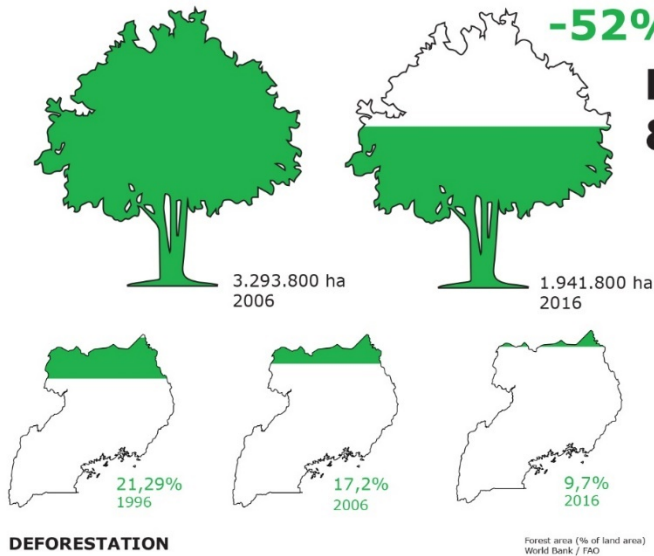 -52%
3.293.800 ha
2006
1.941.800 ha
2016
21,29%
1996
17,2%
2006
9,7%
2016
DEFORESTATION
Forest area (% of land area)
World Bank / FAO